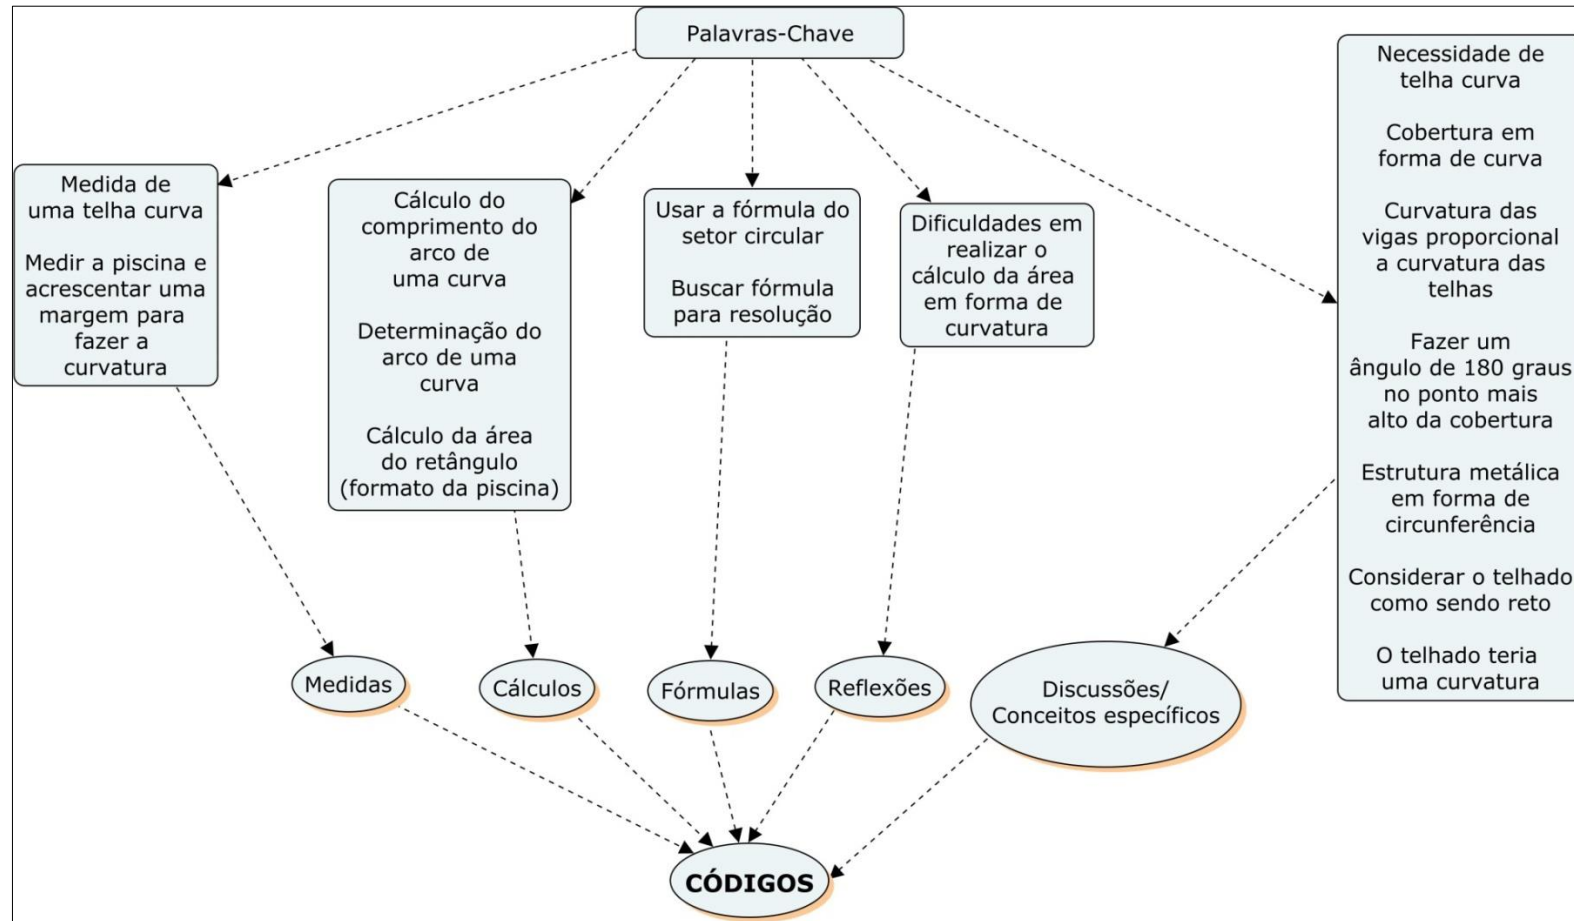 Palavras-Chave
Medida de
uma telha curva
Medir a piscina e
acrescentar uma
margem para
fazer a
curvatura
Cálculo do
comprimento do
arco de
uma curva
Determinação do
arco de uma
curva
Cálculo da área
do retângulo
(formato da piscina)
Usar a fórmula do
setor circular
Buscar fórmula
para resolução
Dificuldades em
realizar o
cálculo da área
em forma de
curvatura
Necessidade de
telha curva
Cobertura em
forma de curva
Curvatura das
vigas proporcional
a curvatura das
telhas
Fazer um
ângulo de 180 graus
no ponto mais
alto da cobertura
Estrutura metálica
em forma de
circunferência
Considerar o telhado
como sendo reto
O telhado teria
uma curvatura
Medidas
Cálculos
Fórmulas
Reflexões
Discussões/
Conceitos específicos
CÓDIGOS